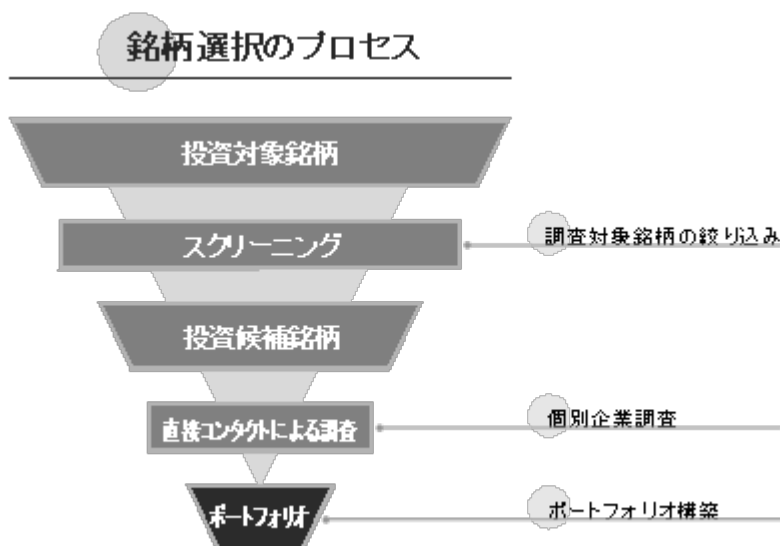 銘柄選択のプロセス
投資対象銘柄
スクリーニング
調査対象銘柄の絞り込み
投資候補銘柄
直接コンタクトによる調査
個別企業調査
ポートフォリオ
ポートフォリオ構築